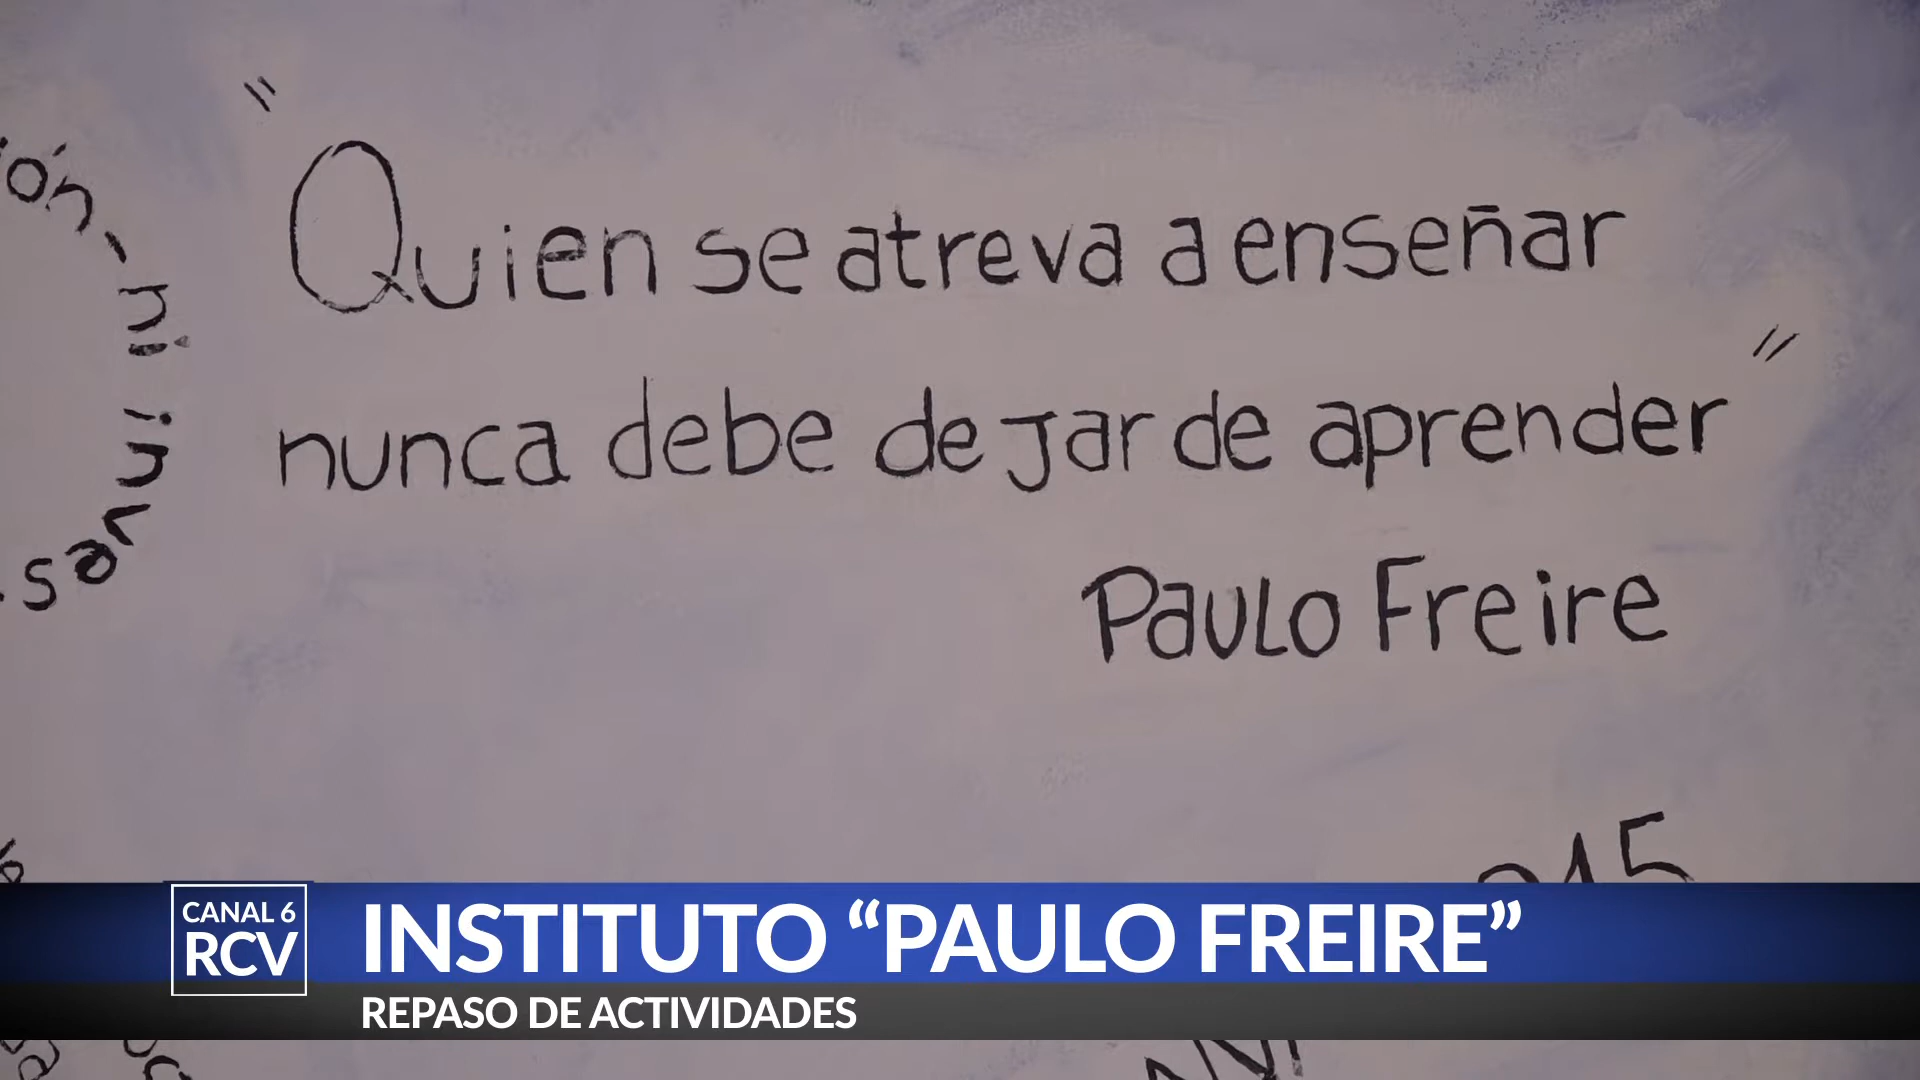 "Quien se atreva a enseñar
nunca debe dejar de aprender"
Paulo Freire
CANAL 6
RCV
INSTITUTO “PAULO FREIRE”
REPASO DE ACTIVIDADES